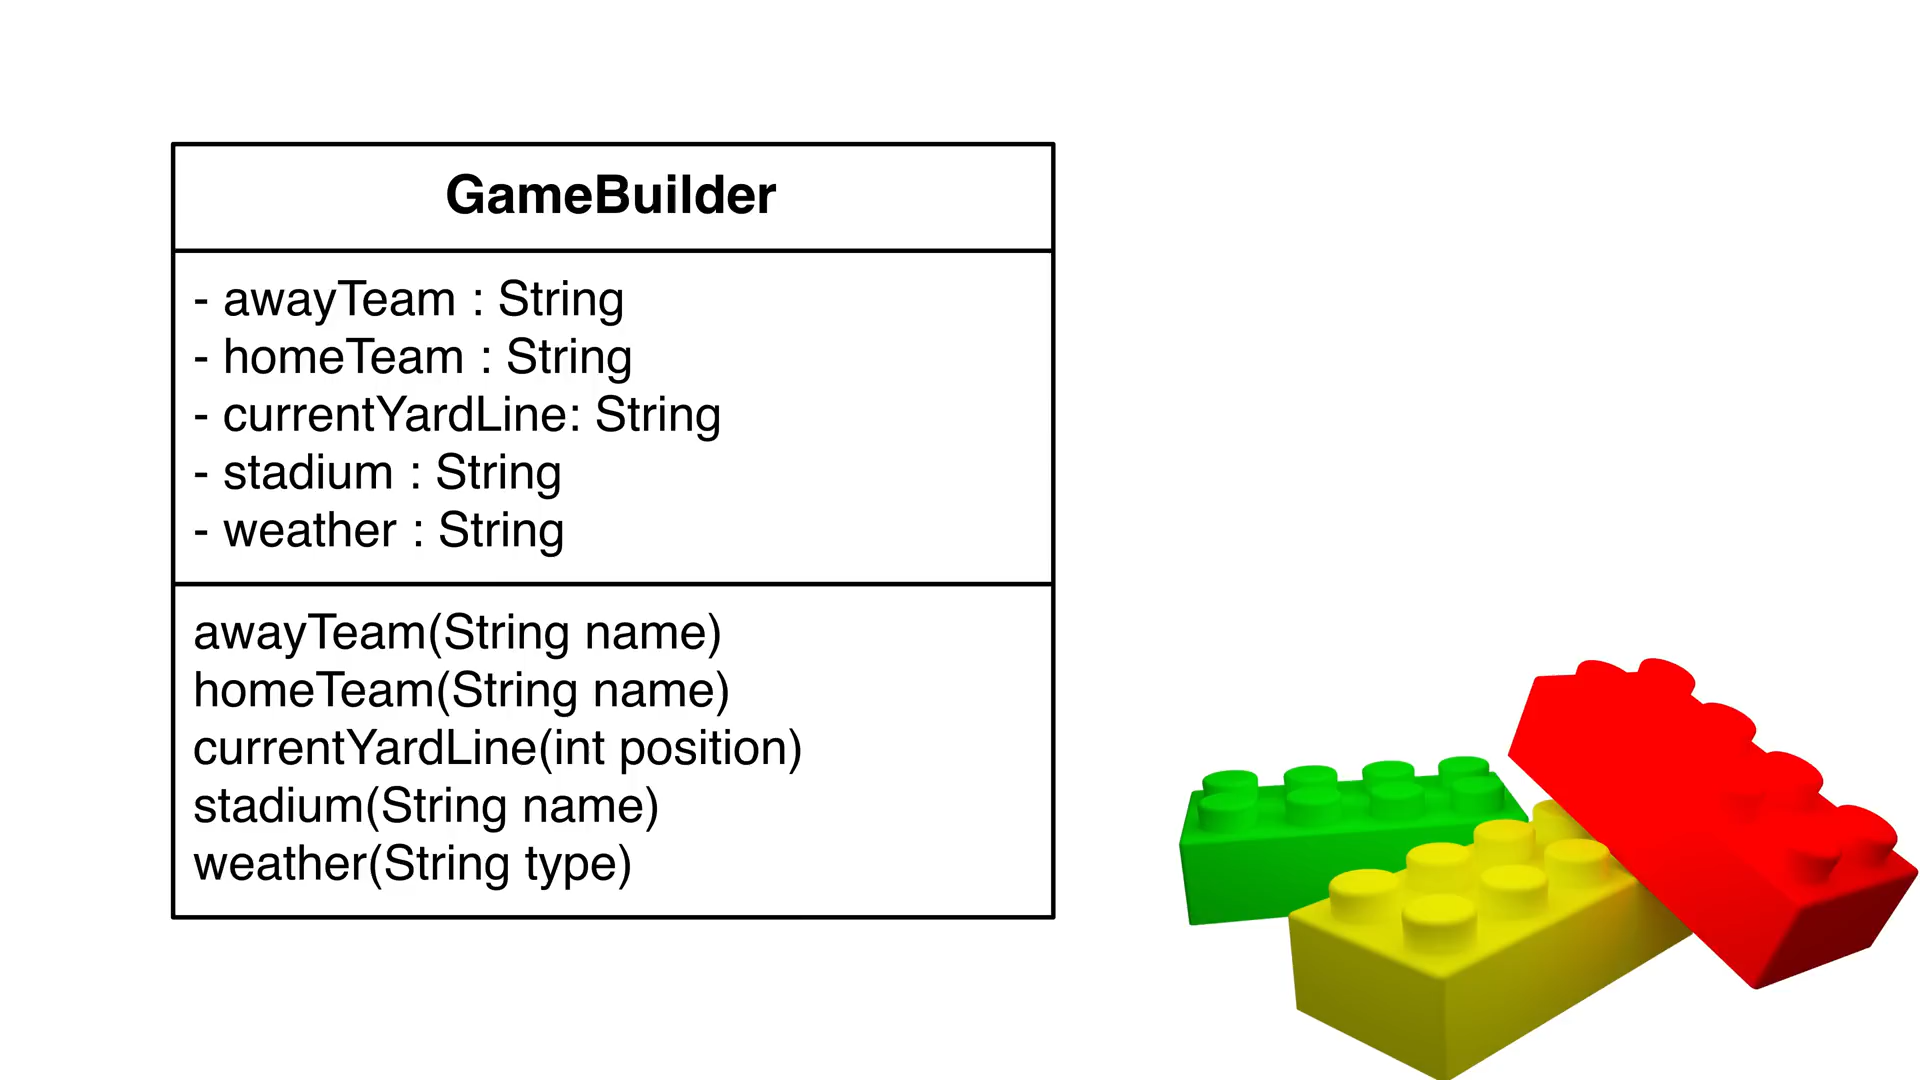 GameBuilder
- awayTeam : String
- homeTeam : String
- currentYardLine: String
- stadium : String
- weather : String
awayTeam(String name)
homeTeam(String name)
currentYardLine(int position)
stadium(String name)
weather(String type)